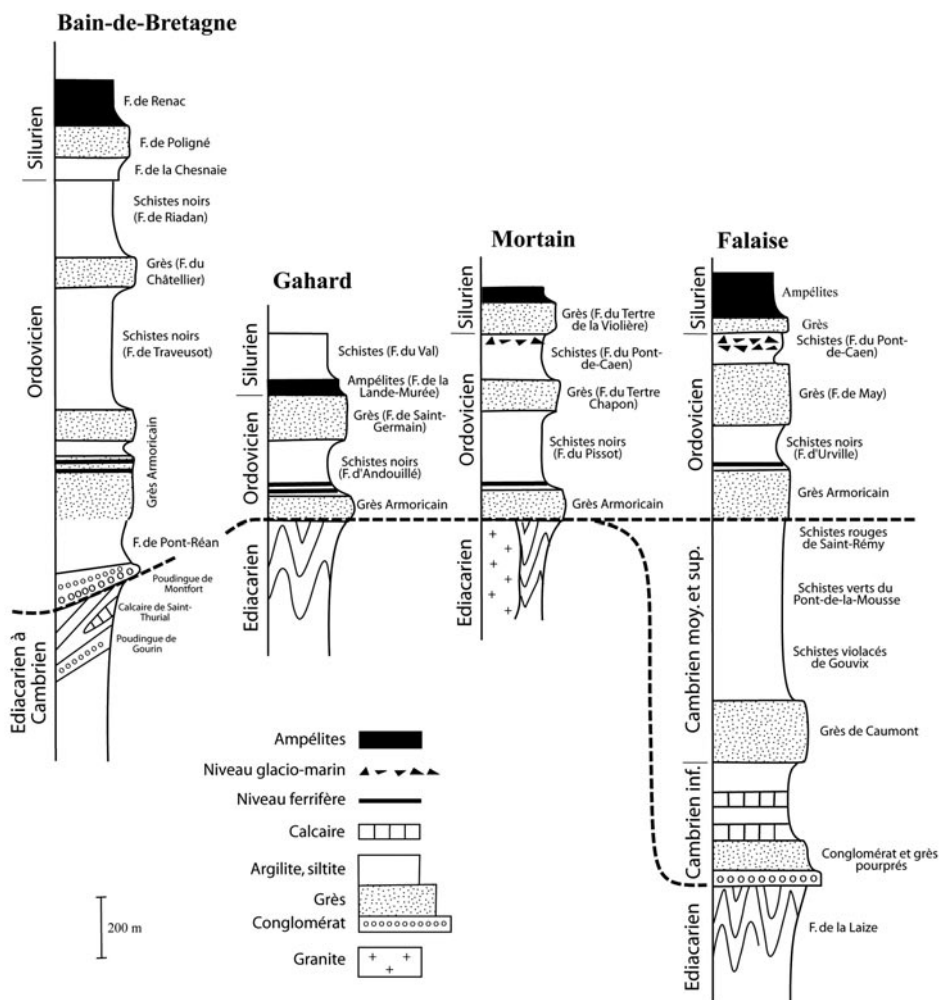 Bain-de-Bretagne
Silurien
Ordovicien
Ediacarien à
Cambrien
F. de Renac
F. de Poligné
F. de la Chesnaie
Schistes noirs
(F. de Riadan)
Grès (F. du
Châtellier)
Schistes noirs
(F. de Traveusot)
Grès Armoricain
F. de Pont-Réan
Poudingue de
Montfort
Calcaire de Saint-
Thurial
Poudingue de
Gourin
Gahard
Silurien
Ordovicien
Ediacarien
Schistes (F. du Val)
Ampélites (F. de la
Lande-Murée)
Grès (F. de Saint-
Germain)
Schistes noirs
(F. d'Andouillé)
Grès Armoricain
Mortain
Silurien
Ordovicien
Ediacarien
Grès (F. du Tertre
de la Violière)
Schistes (F. du Pont-
de-Caen)
Grès (F. du Tertre
Chapon)
Schistes noirs
(F. du Pissot)
Grès Armoricain
Falaise
Silurien
Ordovicien
Cambrien moy. et sup.
Cambrien inf.
Ediacarien
Ampélites
Grès
Schistes (F. du Pont-
de-Caen)
Grès (F. de May)
Schistes noirs
(F. d'Urville)
Grès Armoricain
Schistes rouges
de Saint-Rémy
Schistes verts du
Pont-de-la-Mousse
Schistes violacés
de Gouvix
Grès de Caumont
Conglomérat et grès
pourprés
F. de la Laize
Ampélites
Niveau glacio-marin
Niveau ferrifère
Calcaire
Argilite, siltite
Grès
Conglomérat
Granite
200 m